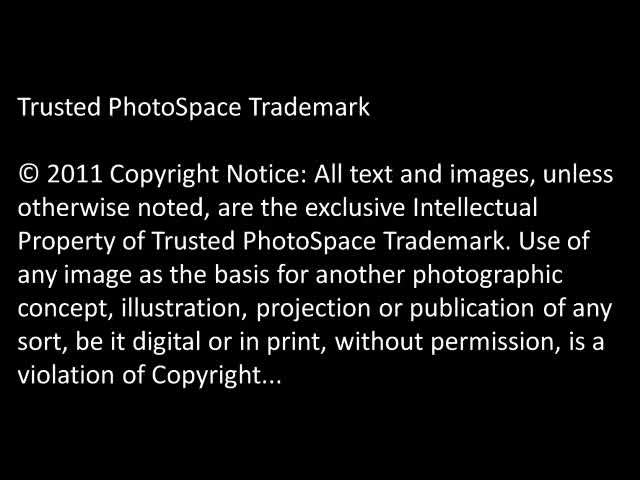 Trusted PhotoSpace Trademark
© 2011 Copyright Notice: All text and images, unless
otherwise noted, are the exclusive Intellectual
Property of Trusted PhotoSpace Trademark. Use of
any image as the basis for another photographic
concept, illustration, projection or publication of any
sort, be it digital or in print, without permission, is a
violation of Copyright...